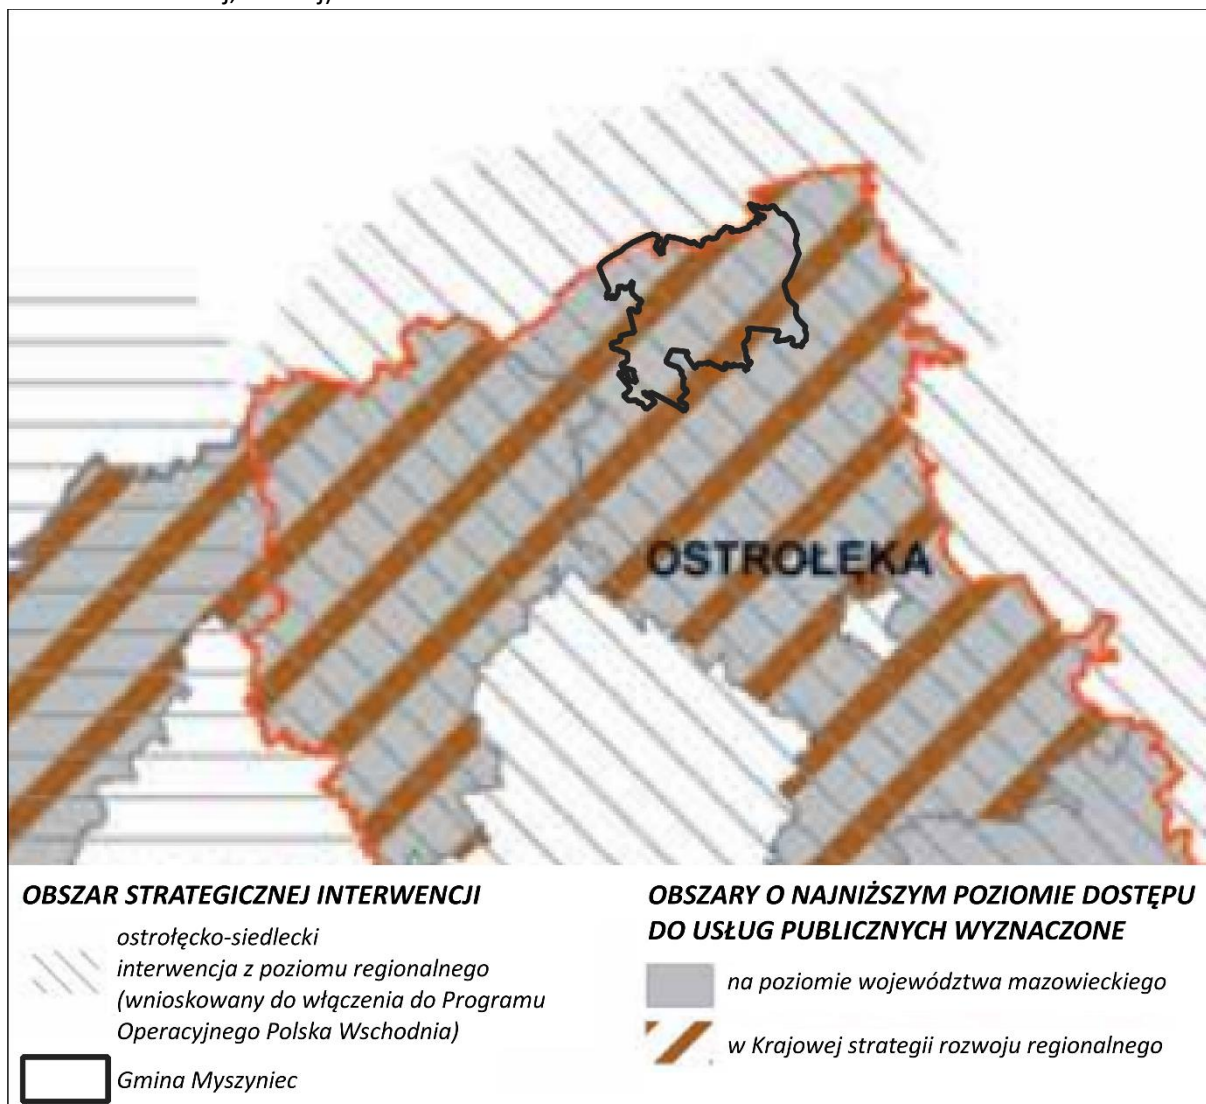 OSTROŁĘKA
OBSZAR STRATEGICZNEJ INTERWENCJI
ostrołęcko-siedlecki
interwencja z poziomu regionalnego
(wnioskowany do włączenia do Programu
Operacyjnego Polska Wschodnia)
Gmina Myszyniec
OBSZARY O NAJNIŻSZYM POZIOMIE DOSTĘPU
DO USŁUG PUBLICZNYCH WYZNACZONE
na poziomie województwa mazowieckiego
w Krajowej strategii rozwoju regionalnego